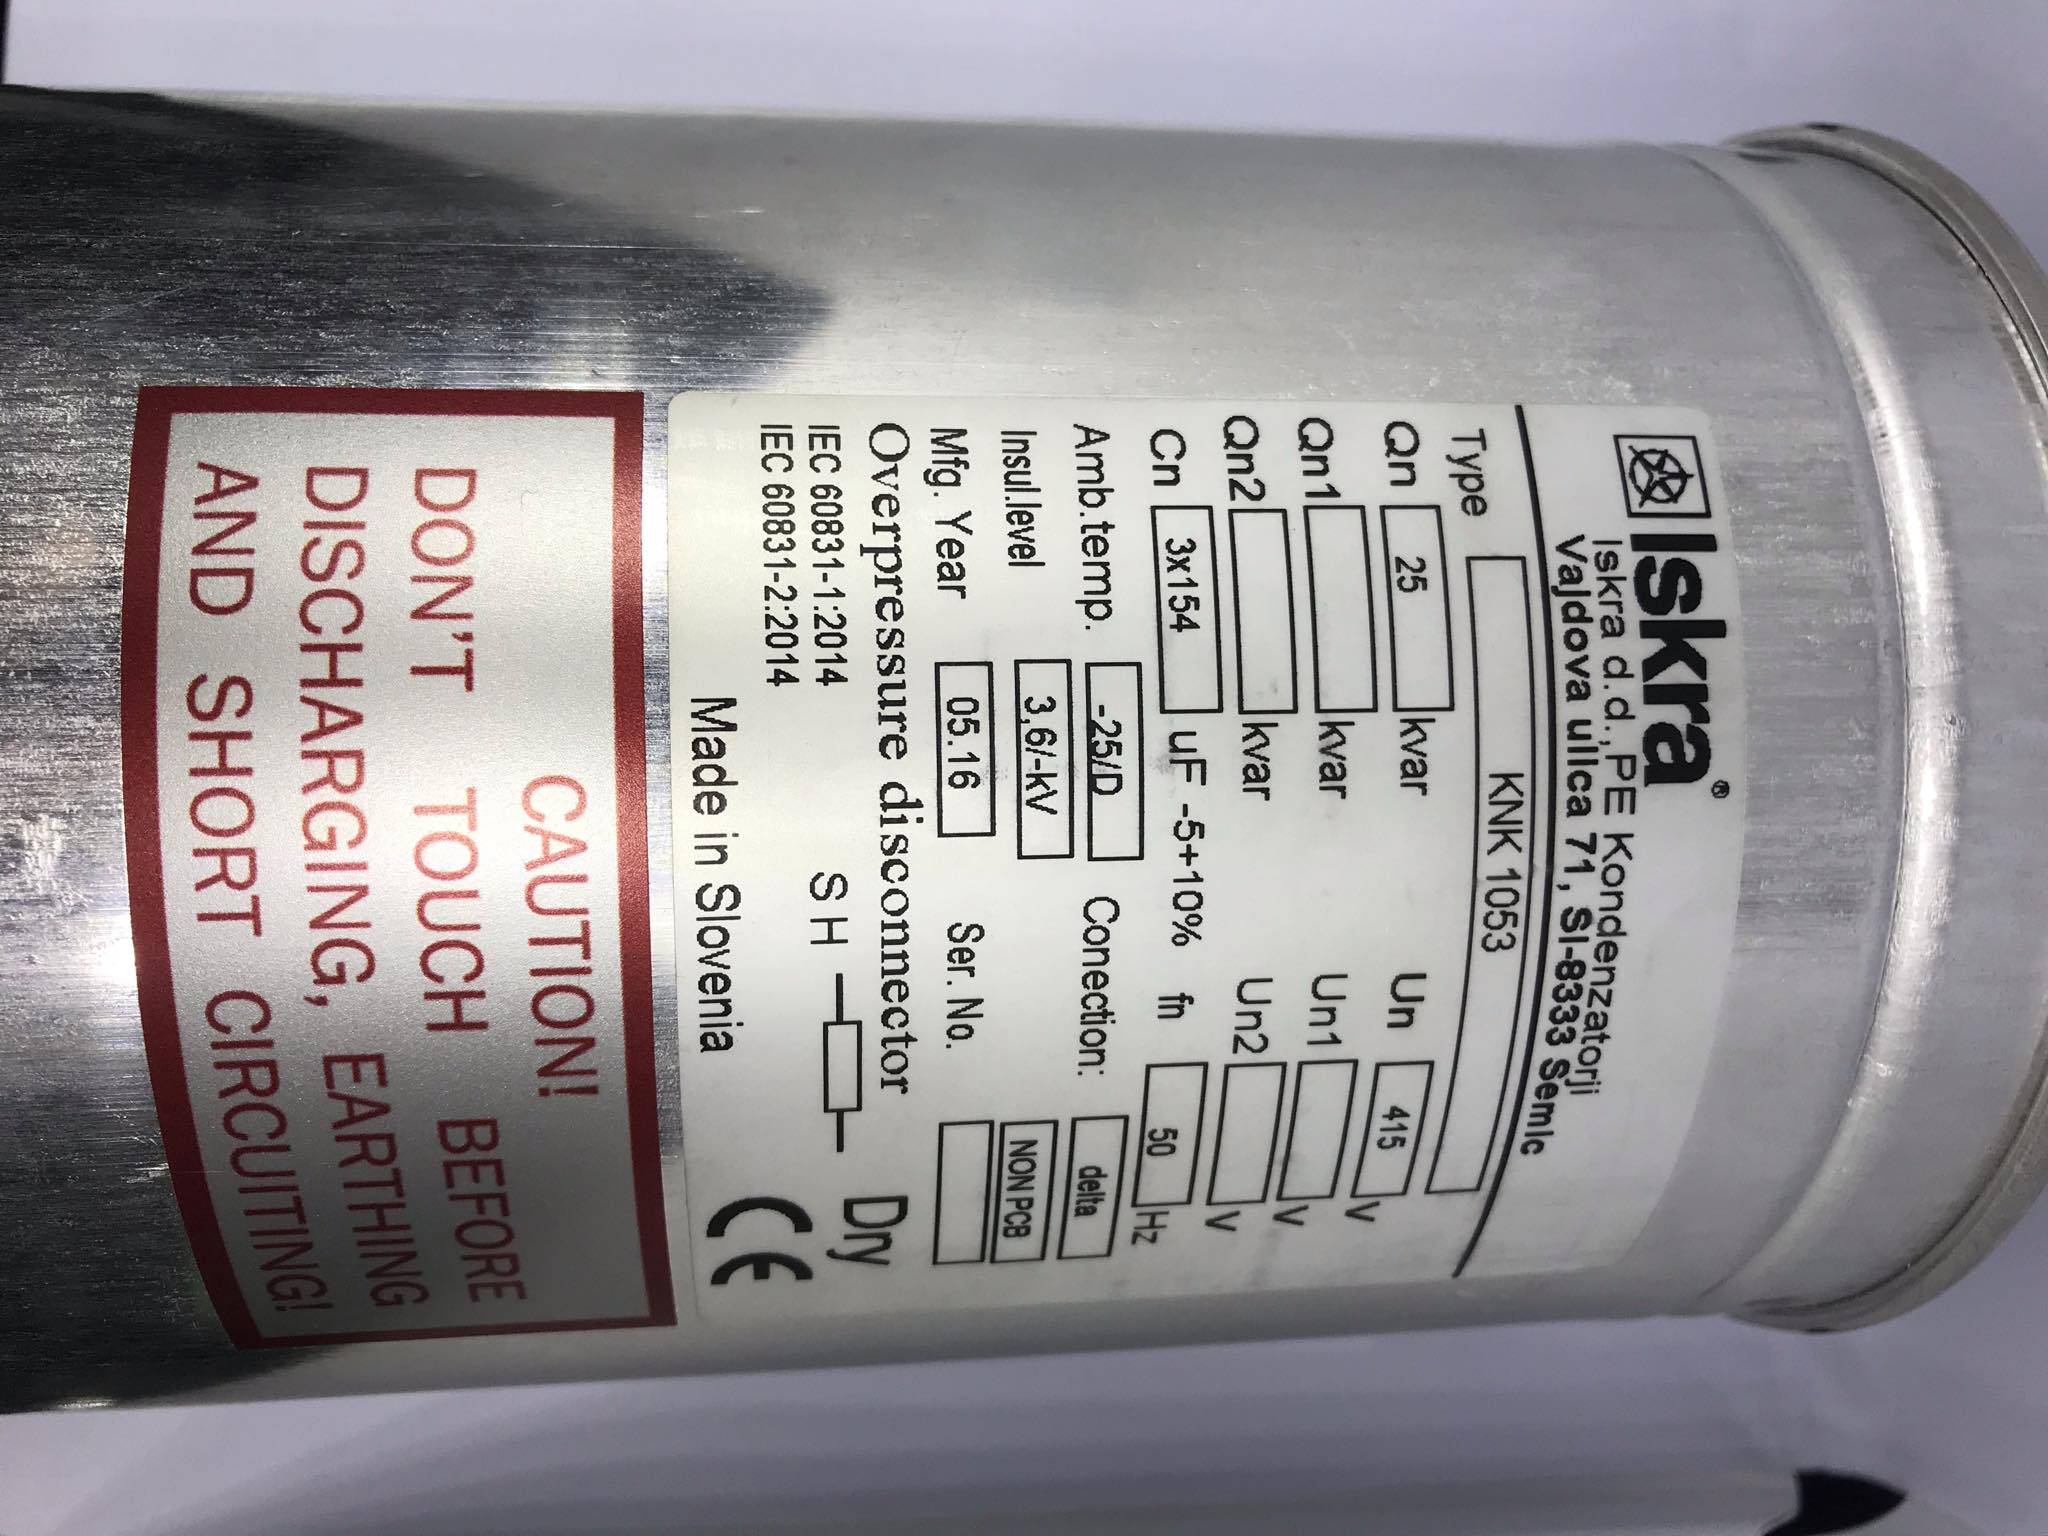 Iskra®
Iskra d.d.,PE Kondenzatorji
Vajdova ulica 71, SI-8333 Semic
Type KNK 1053
Qn 25 kvar Un 415 V
Qn1 kvar Un1 V
Qn2 kvar Un2 V
Cn 3x154 uF -5+10% fn 50 Hz
Amb.temp. -25/D Conection: delta
Insul.level 3,6/-kV NON PCB
Mfg. Year 05.16 Ser. No.
Overpressure disconnector Dry
IEC 60831-1:2014 SH
IEC 60831-2:2014
Made in Slovenia CE
CAUTION!
DON'T TOUCH BEFORE
DISCHARGING, EARTHING
AND SHORT CIRCUITING!